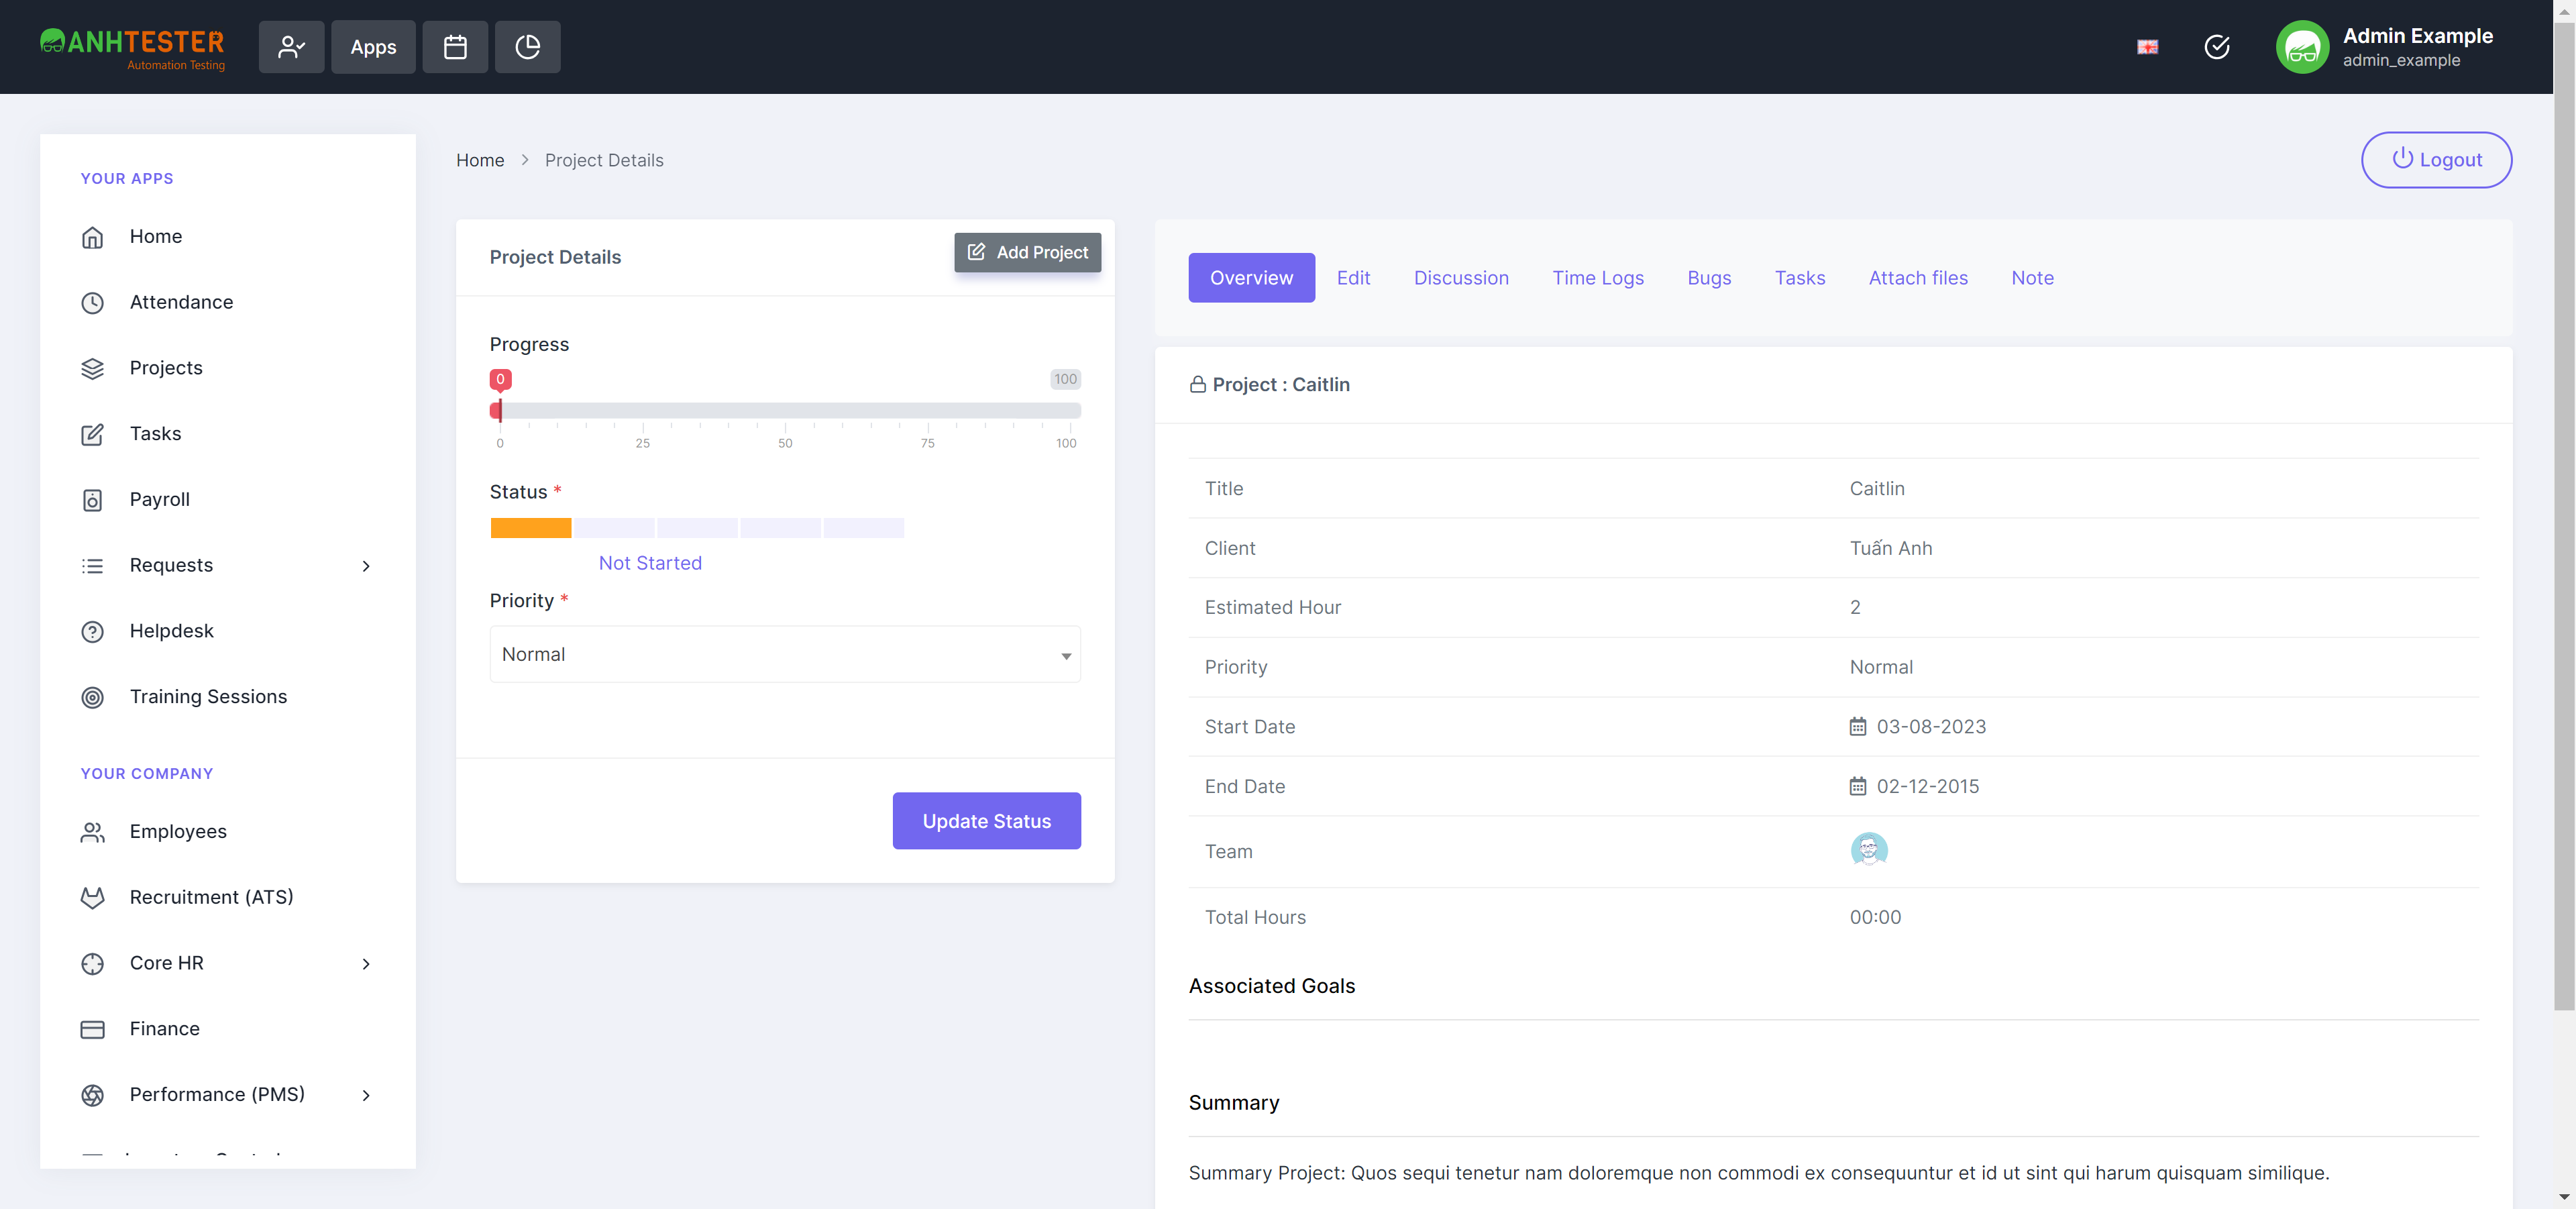 ANHTESTER
Automation Testing
Apps
Admin Example
admin_example
YOUR APPS
Home
Attendance
Projects
Tasks
Payroll
Requests
Helpdesk
Training Sessions
YOUR COMPANY
Employees
Recruitment (ATS)
Core HR
Finance
Performance (PMS)
Home > Project Details
Logout
Project Details
Add Project
Progress
0 100
0 25 50 75 100
Status *
Not Started
Priority *
Normal
Update Status
Overview Edit Discussion Time Logs Bugs Tasks Attach files Note
Project : Caitlin
Title Caitlin
Client Tuấn Anh
Estimated Hour 2
Priority Normal
Start Date 03-08-2023
End Date 02-12-2015
Team
Total Hours 00:00
Associated Goals
Summary
Summary Project: Quos sequi tenetur nam doloremque non commodi ex consequuntur et id ut sint qui harum quisquam similique.